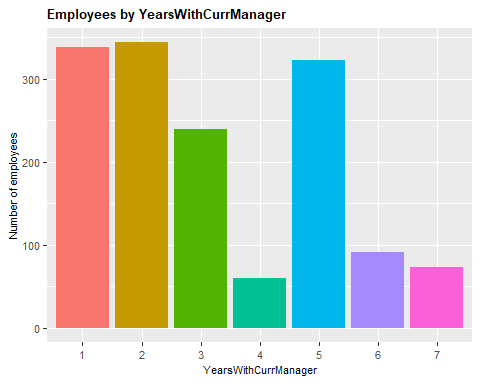 Employees by YearsWithCurrManager
Number of employees
300
200
100
0
1 2 3 4 5 6 7
YearsWithCurrManager